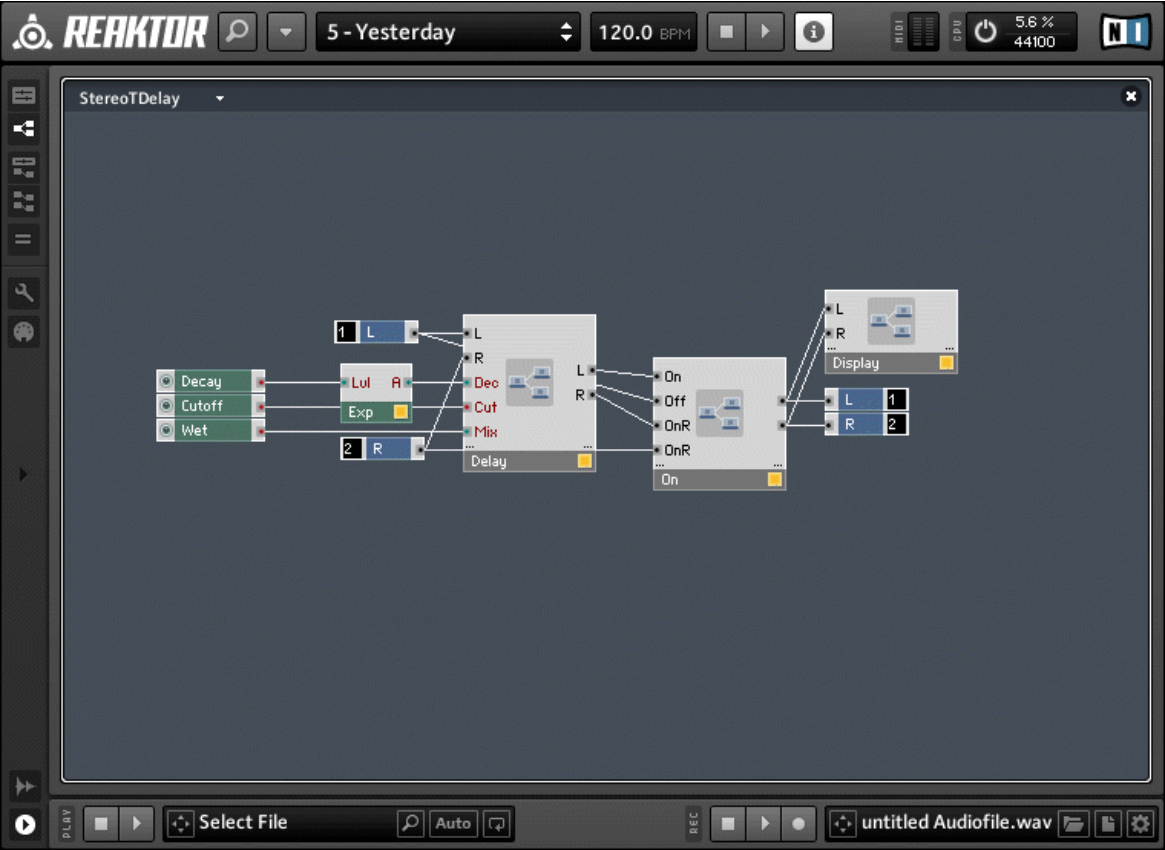 REAKTOR 5 - Yesterday 120.0 BPM i MIDI CPU 5.6 % 44100 NI
StereoTDelay
1 L
Decay
Cutoff
Wet
Lvl A
Exp
2 R
L
R
Dec
Cut
Mix
L
R
Delay
On
Off
OnR
OnR
On
L
R
Display
L 1
R 2
PLAY Select File Auto REC untitled Audiofile.wav